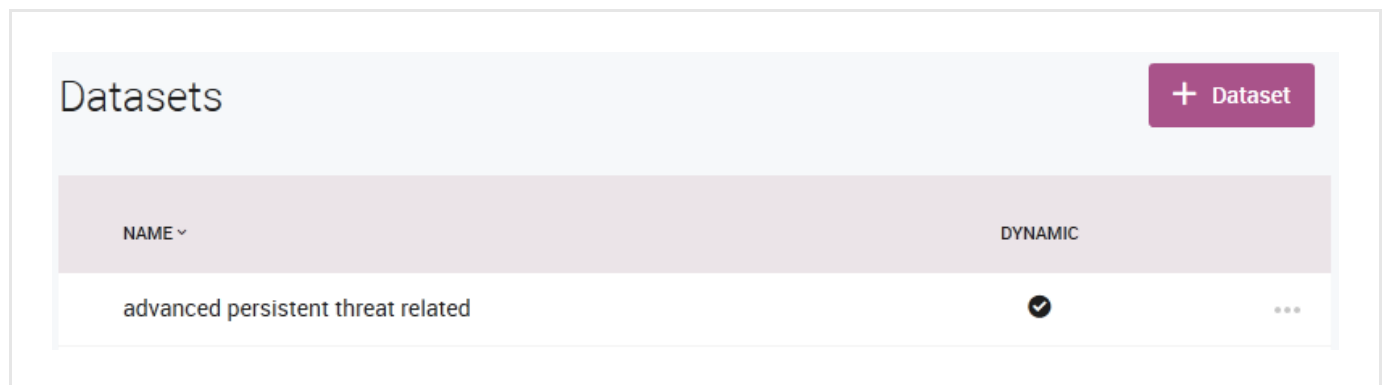 Datasets
+ Dataset
NAME DYNAMIC
advanced persistent threat related